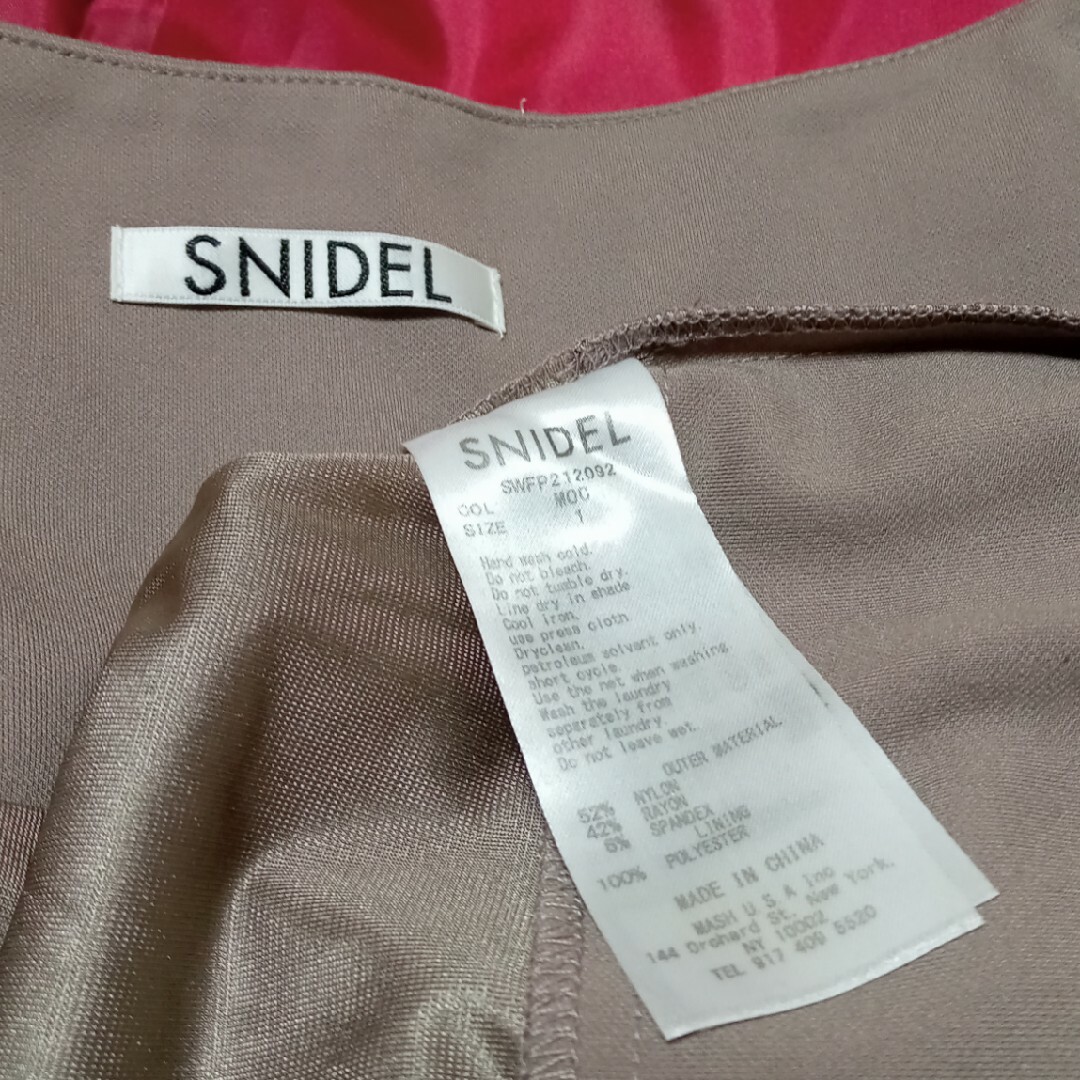 SNIDEL
SNIDEL
SWFP212092
COL MOC
SIZE 1
Hand wash cold.
Do not bleach.
Do not tumble dry.
Line dry in shade
Cool iron.
use press cloth
Dryclean.
petroleum solvent only.
short cycle.
Use the net when washing
Wash the laundry
separately from
other laundry.
Do not leave wet.
OUTER MATERIAL
52% NYLON
42% RAYON
6% SPANDEX
LINING
100% POLYESTER
MADE IN CHINA
MASH U S A Inc
144 Orchard St. New York.
NY 10002
TEL 917 409 5520